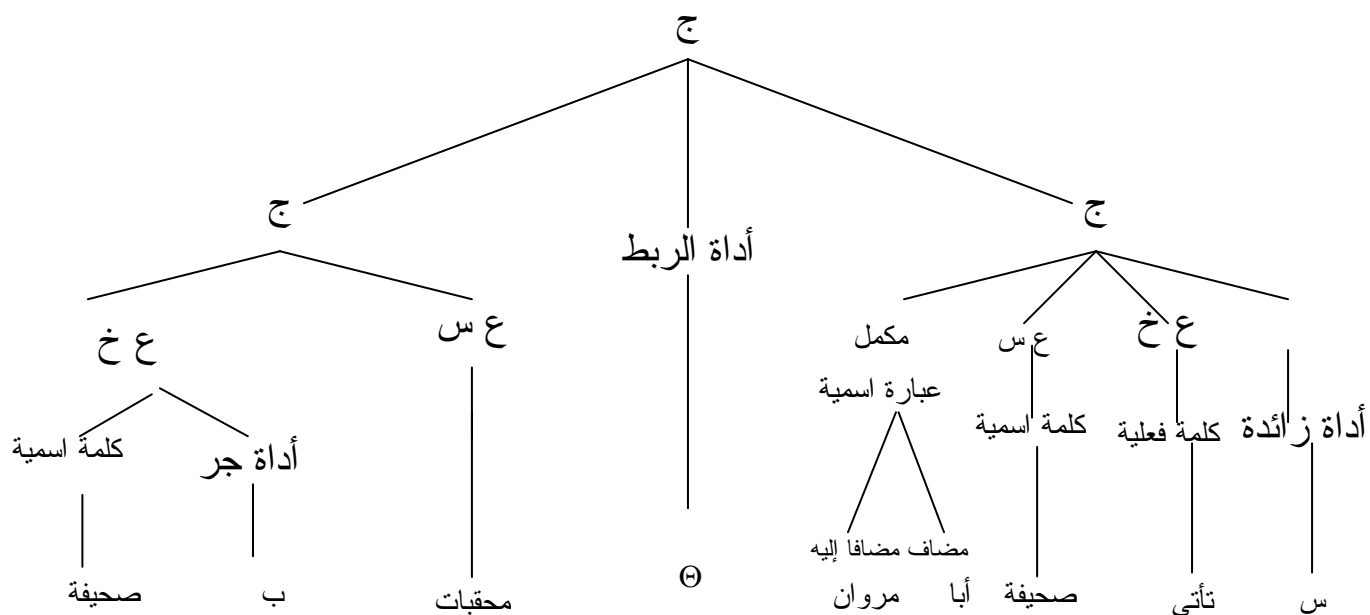 ج
ج ج
أداة الربط
ع خ ع س مكمل ع س ع خ
عبارة اسمية
أداة زائدة كلمة فعلية كلمة اسمية
أداة جر كلمة اسمية
مضاف مضافا إليه
س تأتي صحيفة أبا مروان Θ محقبات ب صحيفة